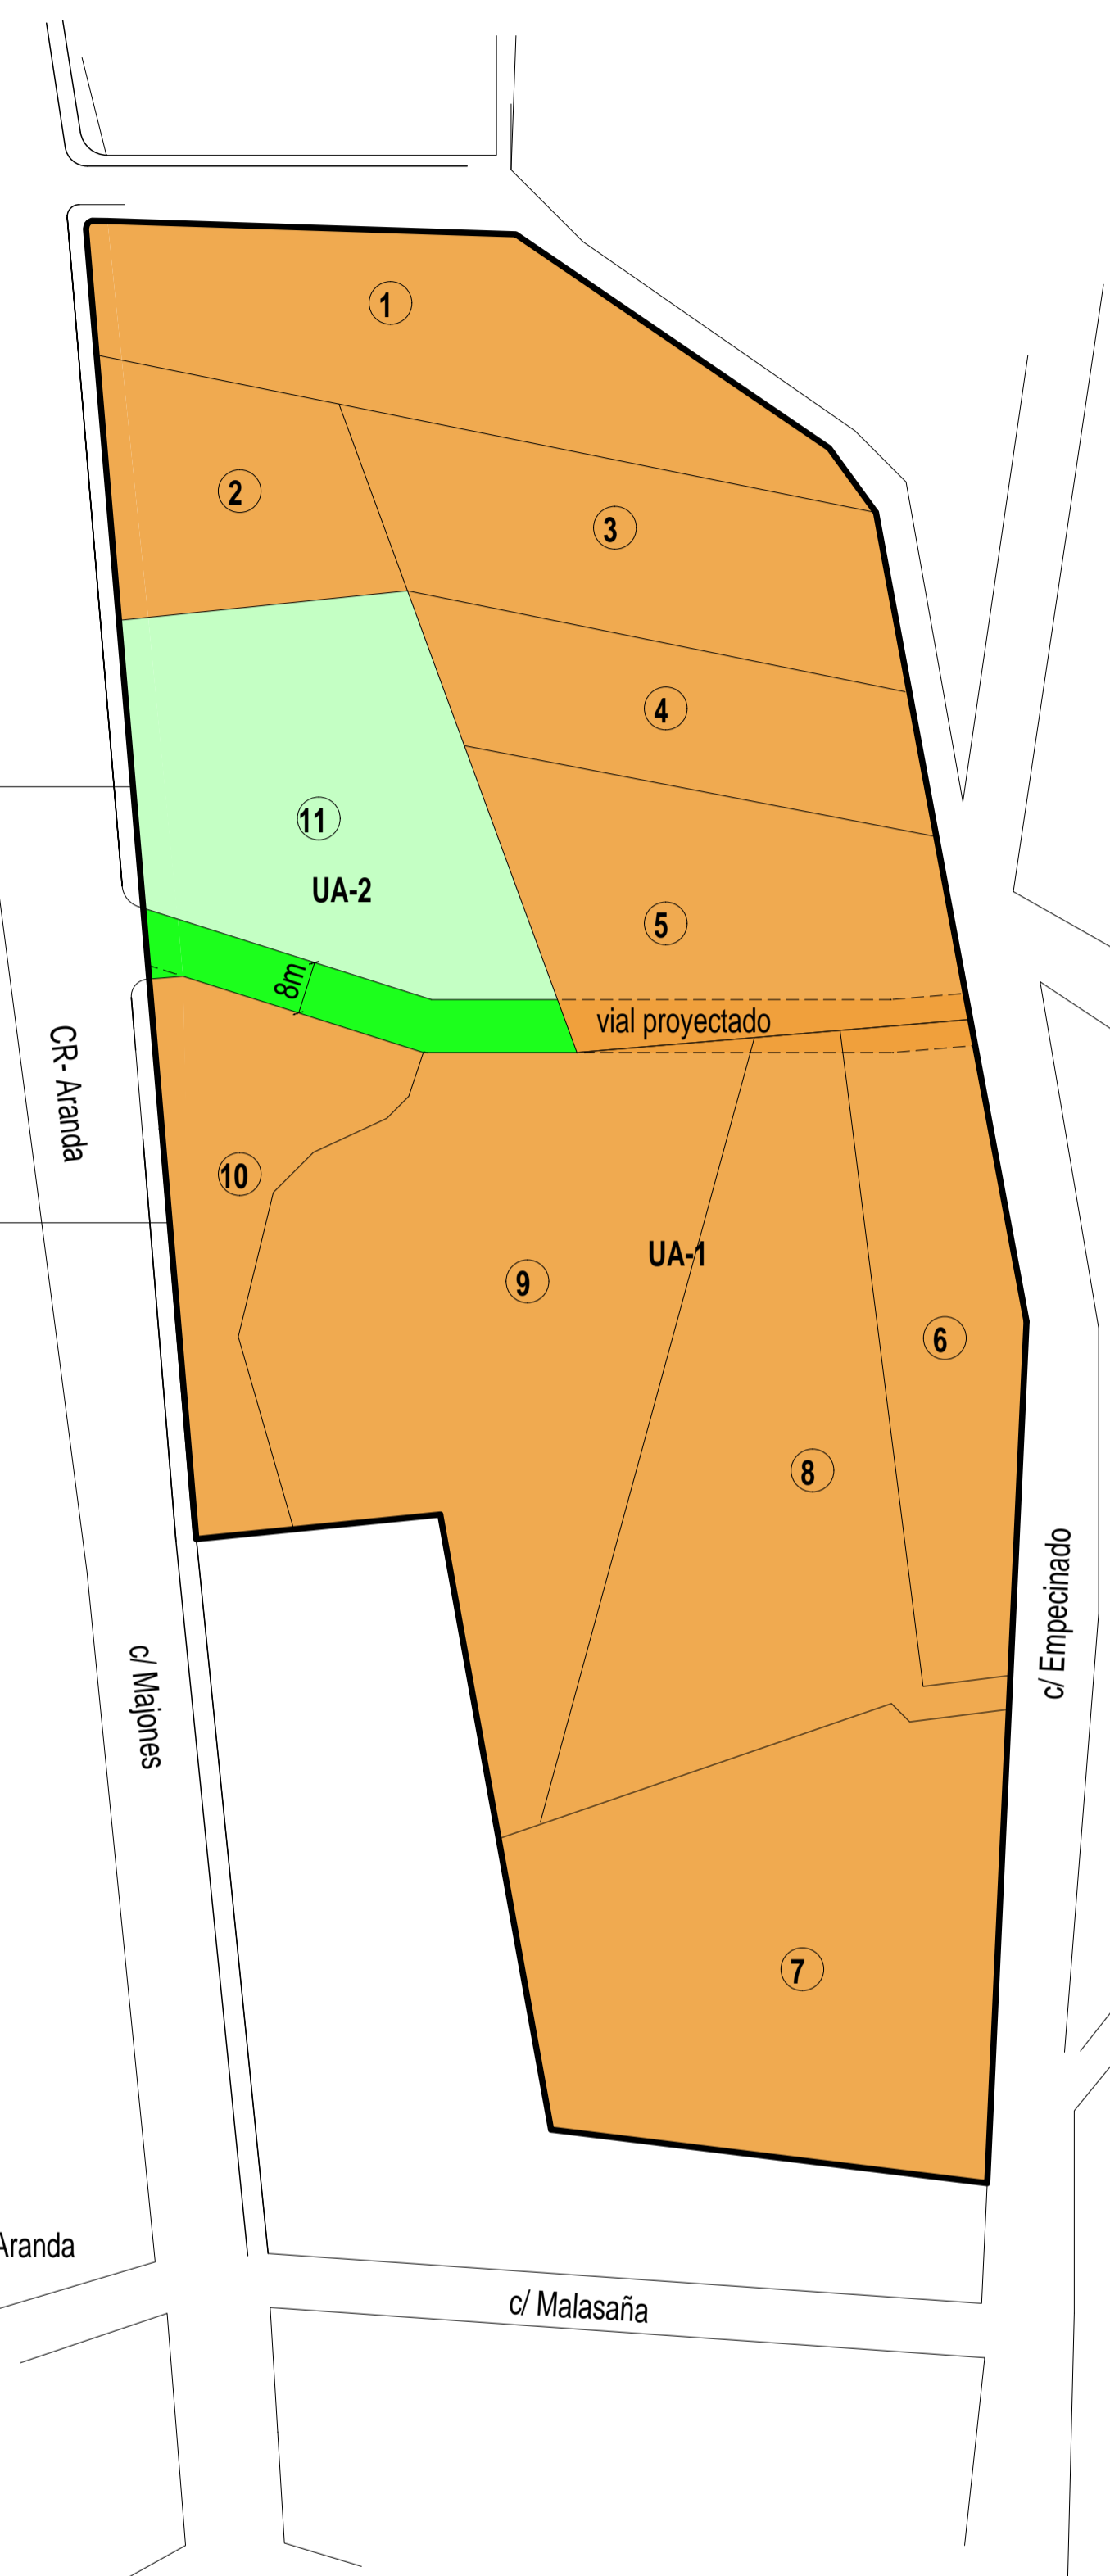 1
2
3
4
11
UA-2
5
8m
vial proyectado
CR- Aranda
10
UA-1
9
6
8
c/ Empecinado
c/ Majones
7
Aranda
c/ Malasaña